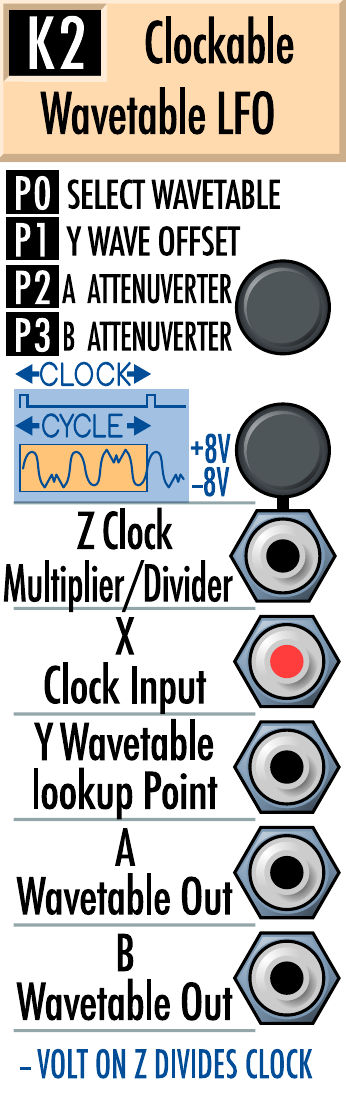 K2 Clockable
Wavetable LFO
P0 SELECT WAVETABLE
P1 Y WAVE OFFSET
P2 A ATTENUVERTER
P3 B ATTENUVERTER
CLOCK
CYCLE
+8V
–8V
Z Clock
Multiplier/Divider
X
Clock Input
Y Wavetable
lookup Point
A
Wavetable Out
B
Wavetable Out
– VOLT ON Z DIVIDES CLOCK